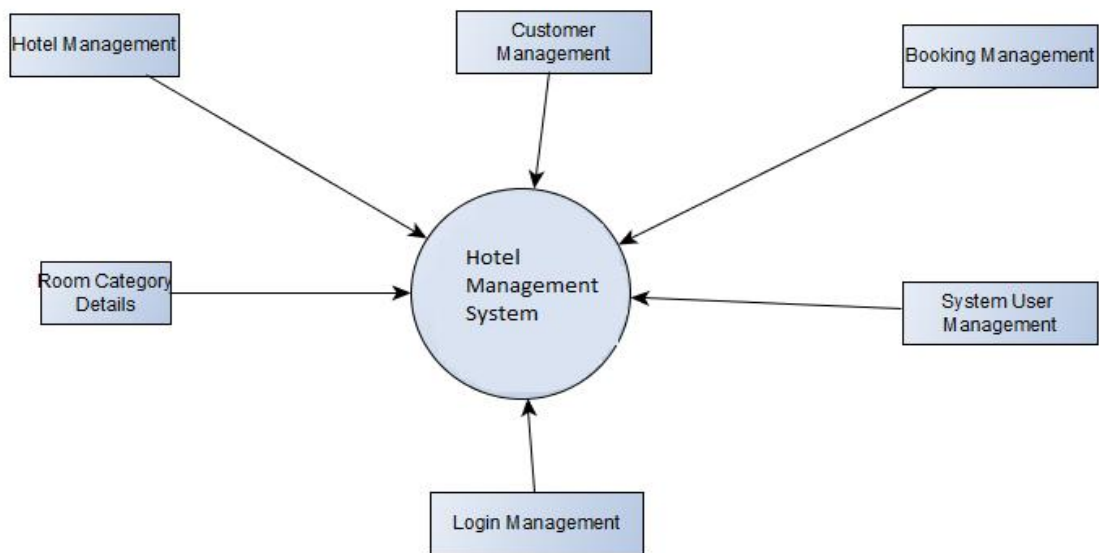 Hotel Management
Customer
Management
Booking Management
Room Category
Details
Hotel
Management
System
System User
Management
Login Management